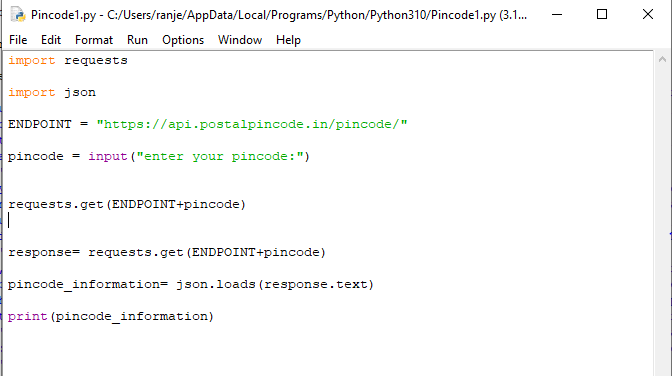 Pincode1.py - C:/Users/ranje/AppData/Local/Programs/Python/Python310/Pincode1.py (3.1...
File Edit Format Run Options Window Help
import requests
import json
ENDPOINT = "https://api.postalpincode.in/pincode/"
pincode = input("enter your pincode:")
requests.get(ENDPOINT+pincode)
response= requests.get(ENDPOINT+pincode)
pincode_information= json.loads(response.text)
print(pincode_information)